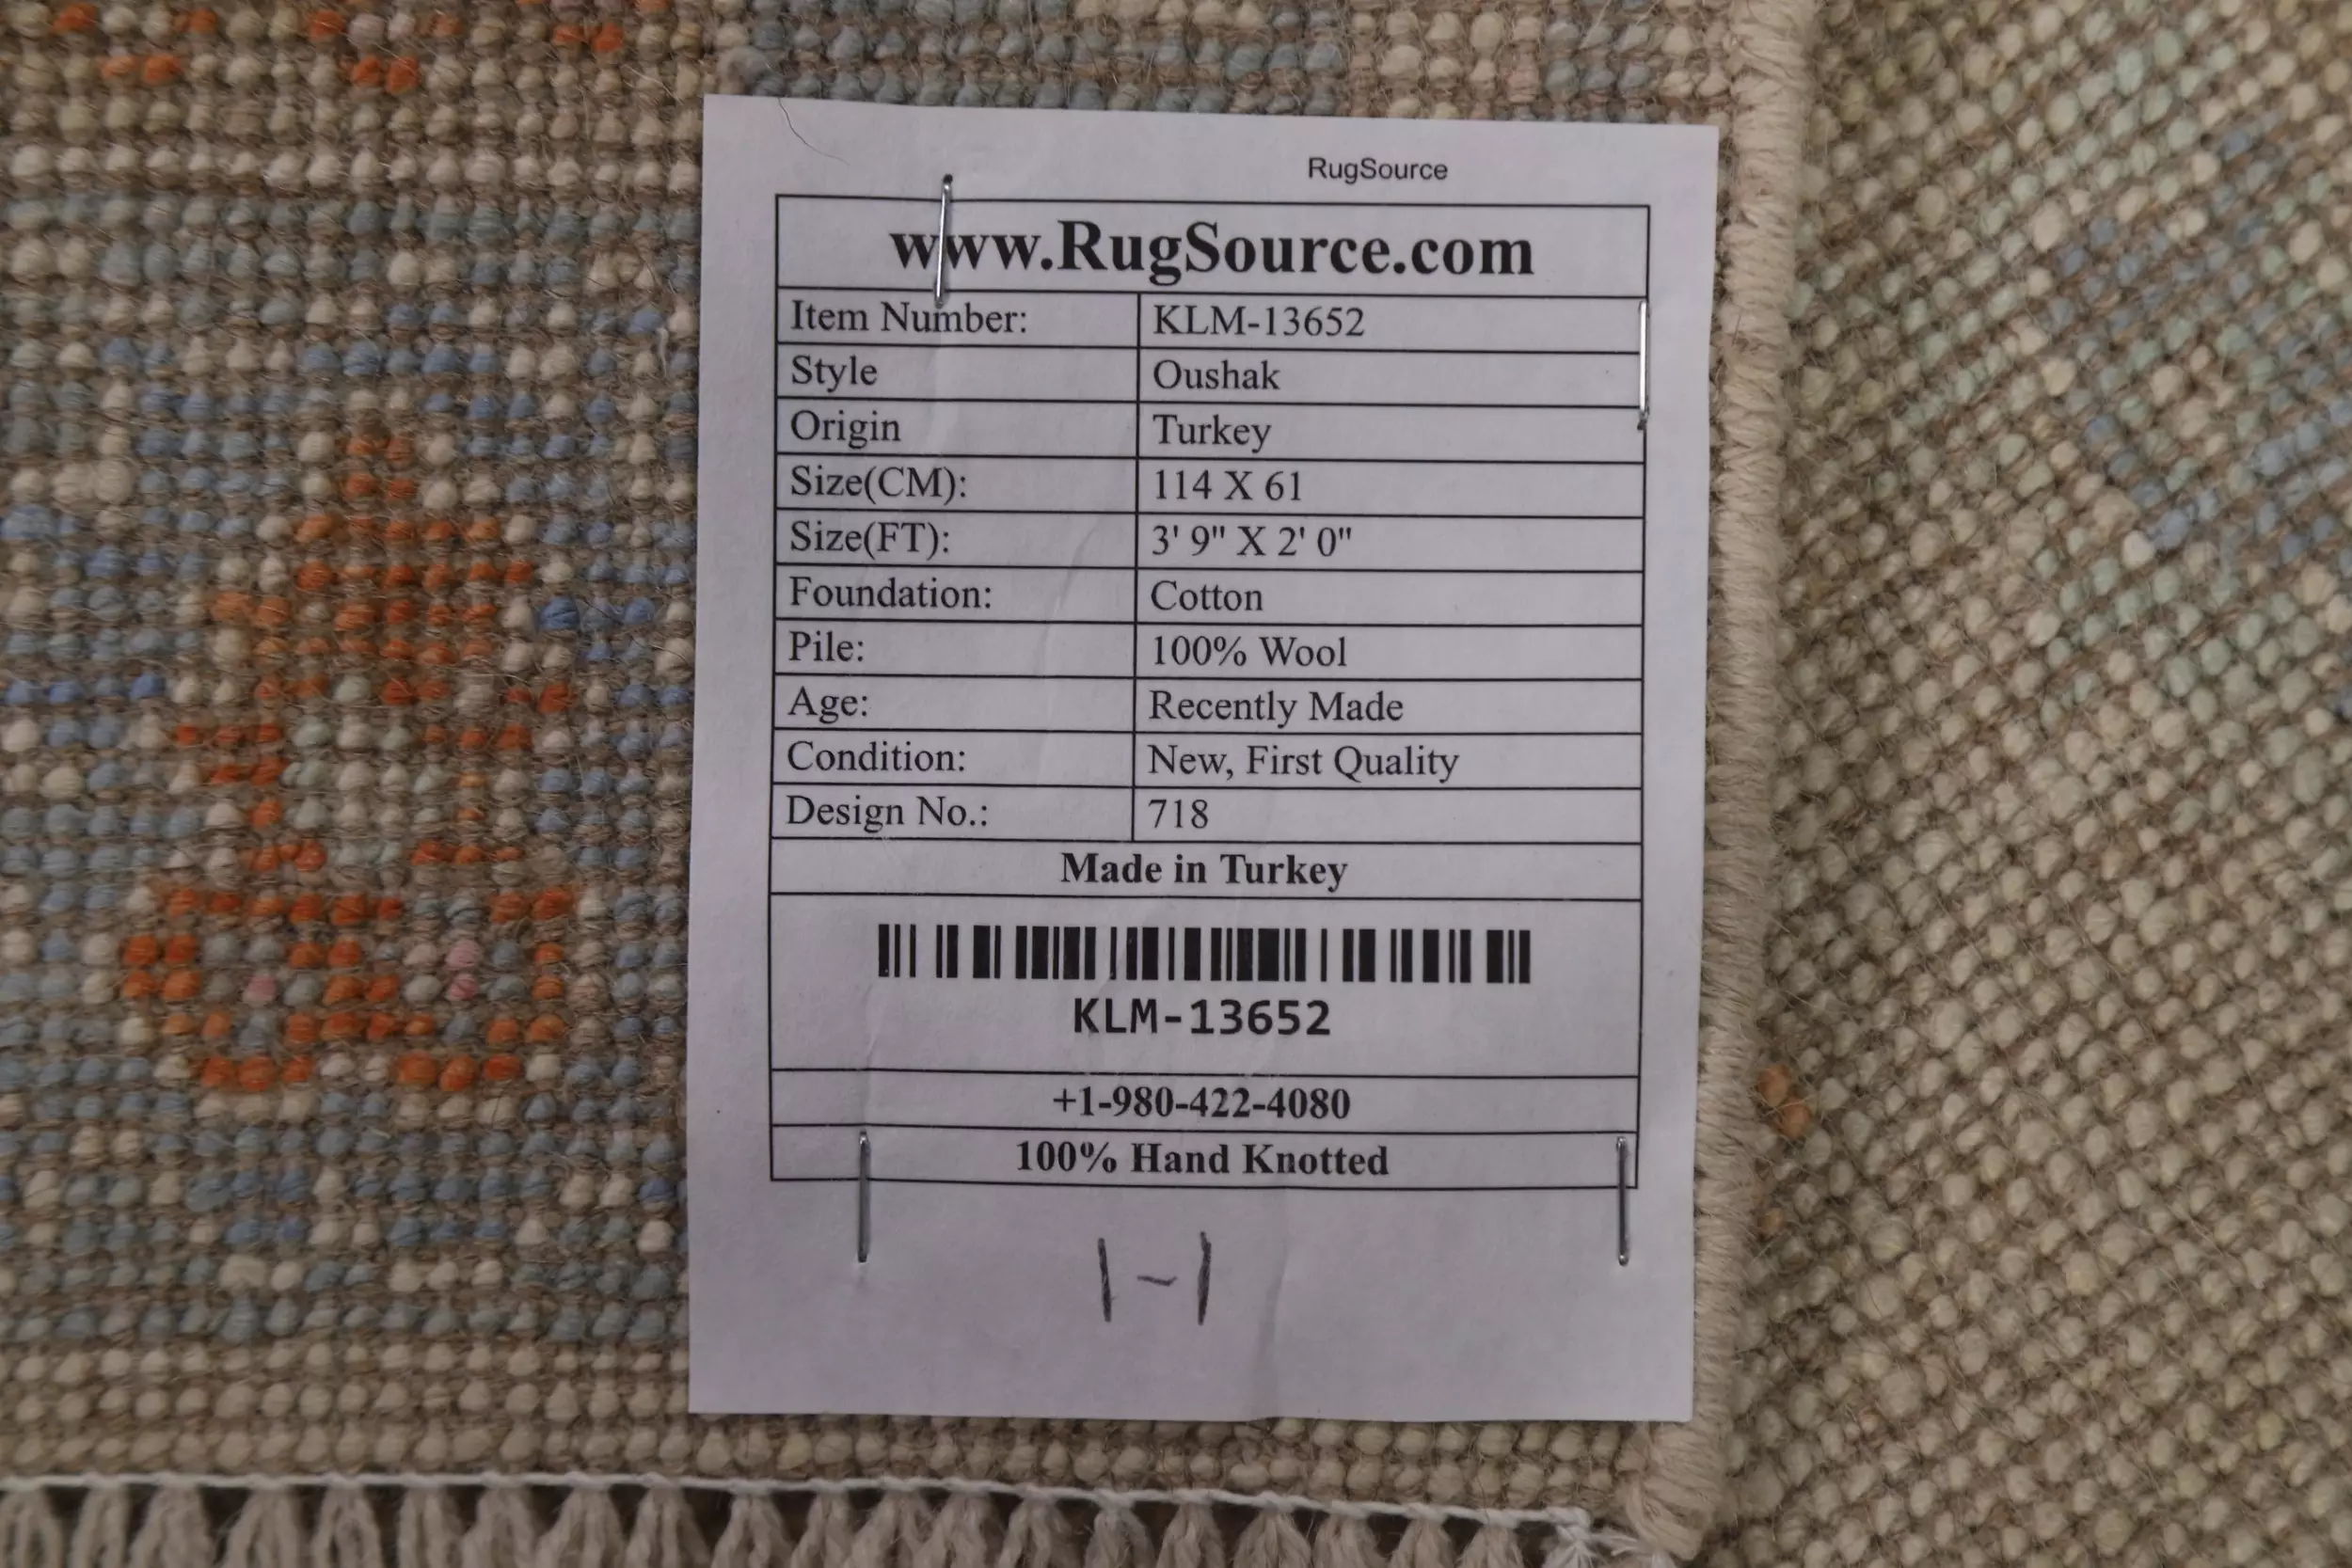 RugSource
www.RugSource.com
Item Number: KLM-13652
Style Oushak
Origin Turkey
Size(CM): 114 X 61
Size(FT): 3' 9" X 2' 0"
Foundation: Cotton
Pile: 100% Wool
Age: Recently Made
Condition: New, First Quality
Design No.: 718
Made in Turkey
KLM-13652
+1-980-422-4080
100% Hand Knotted
1-1